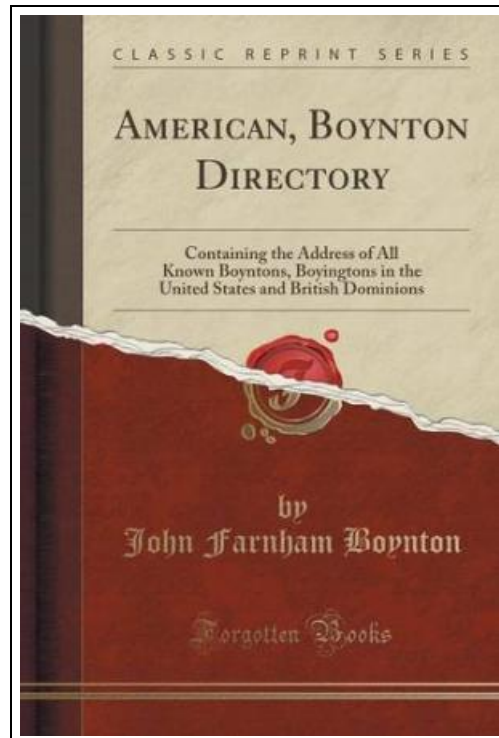 CLASSIC REPRINT SERIES
AMERICAN, BOYNTON
DIRECTORY
Containing the Address of All
Known Boyntons, Boyingtons in the
United States and British Dominions
by
John Farnham Boynton
Forgotten Books